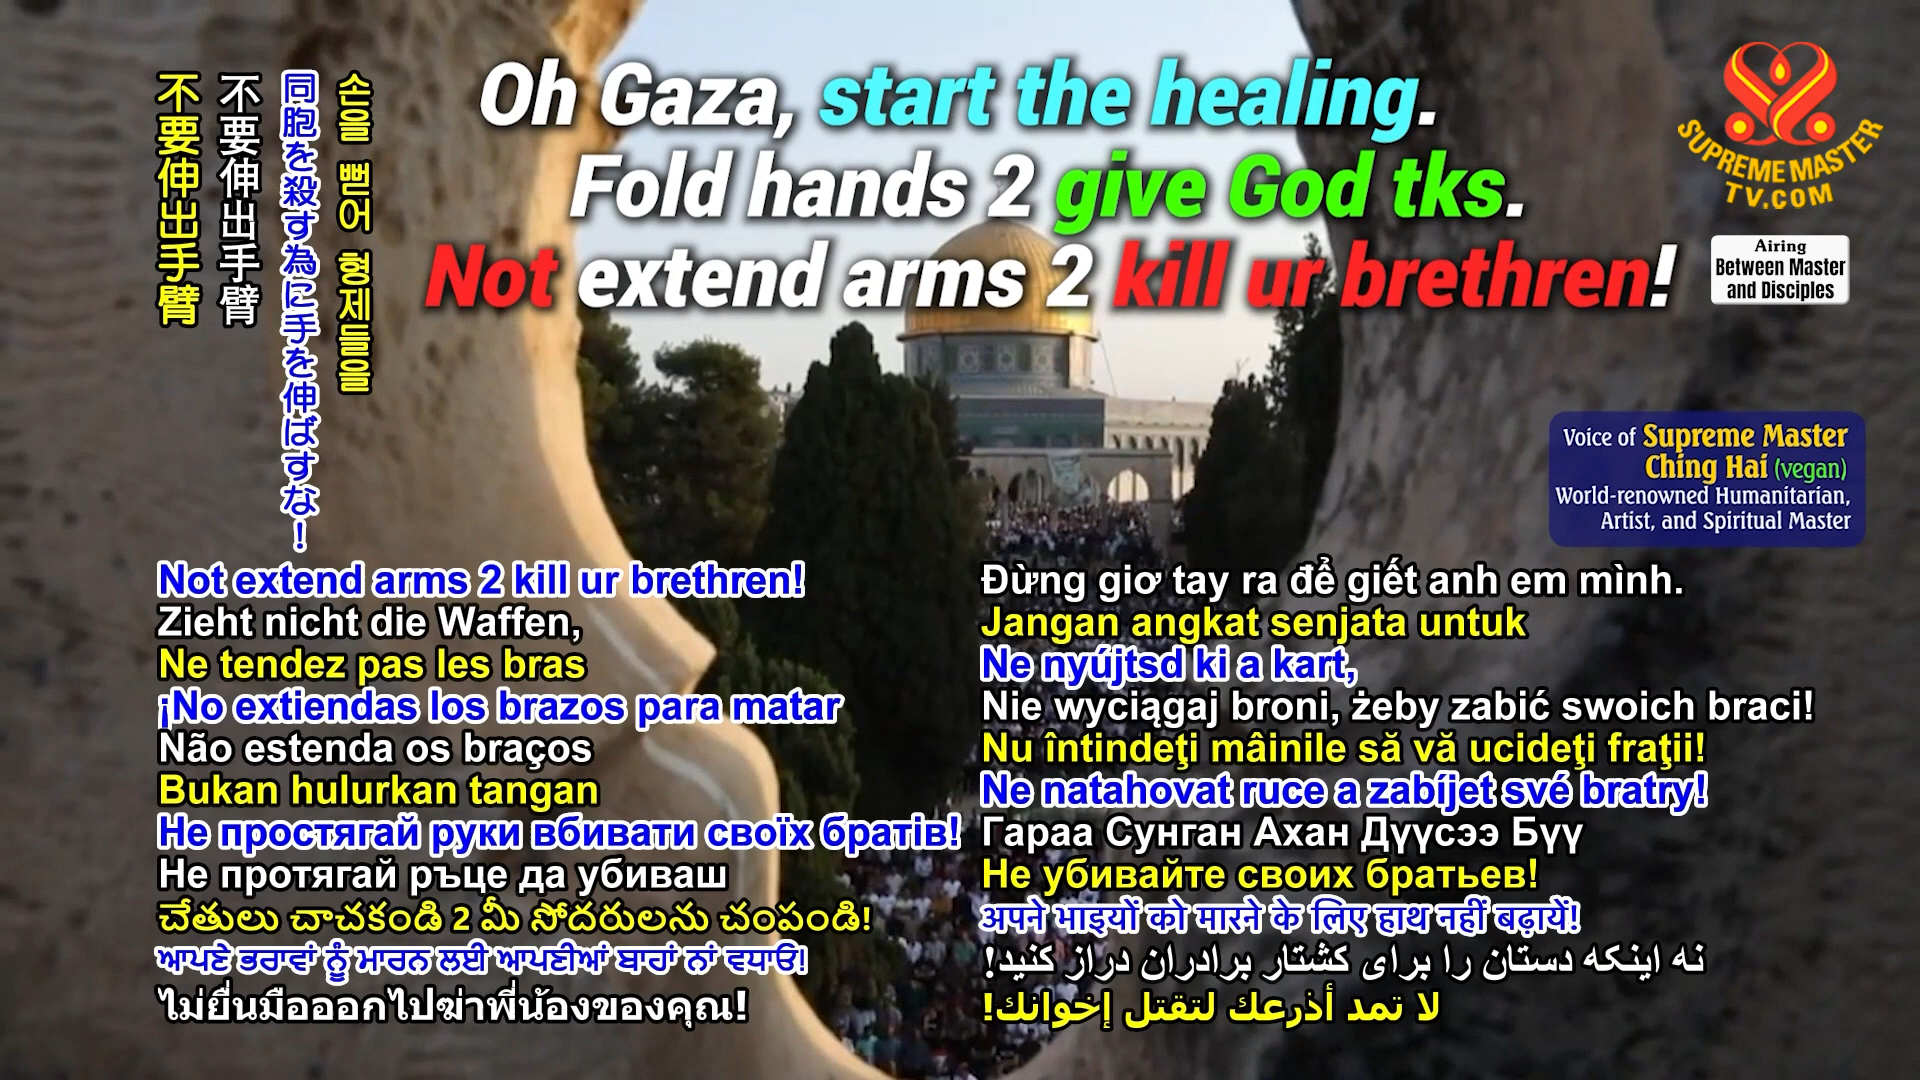 Oh Gaza, start the healing.
Fold hands 2 give God tks.
Not extend arms 2 kill ur brethren!
SUPREME MASTER
TV.COM
Airing
Between Master
and Disciples
Voice of Supreme Master
Ching Hai (vegan)
World-renowned Humanitarian,
Artist, and Spiritual Master
손을 뻗어 형제들을
同胞を殺す為に手を伸ばすな！
不要伸出手臂
不要伸出手臂
Not extend arms 2 kill ur brethren!
Zieht nicht die Waffen,
Ne tendez pas les bras
¡No extiendas los brazos para matar
Não estenda os braços
Bukan hulurkan tangan
Не простягай руки вбивати своїх братів!
Не протягай ръце да убиваш
చేతులు చాచకండి 2 మీ సోదరులను చంపండి!
ਆਪਣੇ ਭਰਾਵਾਂ ਨੂੰ ਮਾਰਨ ਲਈ ਆਪਣੀਆਂ ਬਾਹਾਂ ਨਾਂ ਵਧਾਓ!
ไม่ยื่นมือออกไปฆ่าพี่น้องของคุณ!
Đừng giơ tay ra để giết anh em mình.
Jangan angkat senjata untuk
Ne nyújtsd ki a kart,
Nie wyciągaj broni, żeby zabić swoich braci!
Nu întindeţi mâinile să vă ucideţi fraţii!
Ne natahovat ruce a zabíjet své bratry!
Гараа Сунган Ахан Дүүсээ Бүү
Не убивайте своих братьев!
अपने भाइयों को मारने के लिए हाथ नहीं बढ़ायें!
نه اینکه دستان را برای کشتار برادران دراز کنید!
لا تمد أذرعك لتقتل إخوانك!